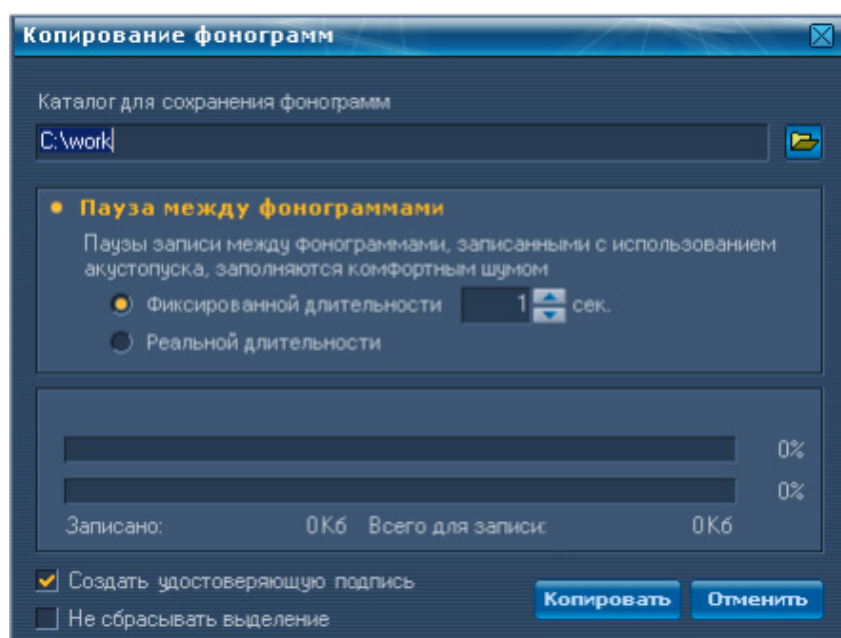 Копирование фонограмм
Каталог для сохранения фонограмм
C:\work
Пауза между фонограммами
Паузы записи между фонограммами, записанными с использованием
акустопуска, заполняются комфортным шумом
Фиксированной длительности 1 сек.
Реальной длительности
0%
0%
Записано: 0Кб Всего для записи: 0Кб
Создать удостоверяющую подпись
Не сбрасывать выделение
Копировать Отменить